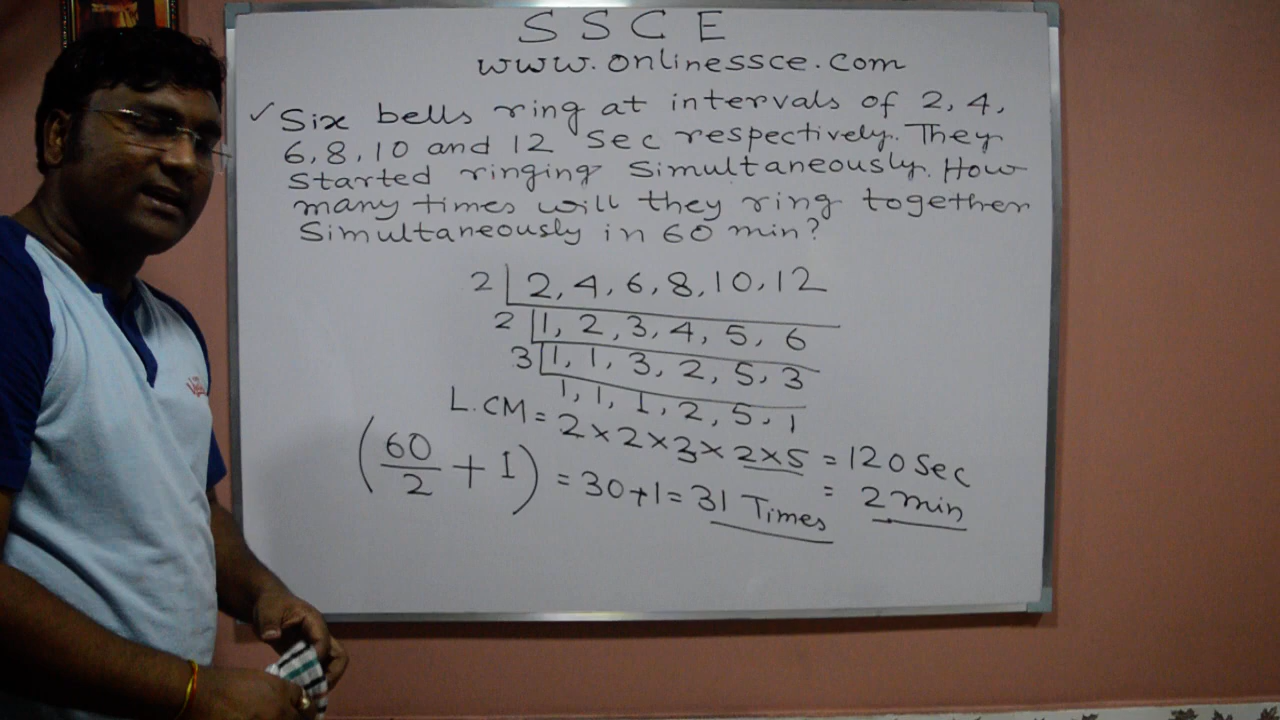 SSCE
www.onlinessce.com
✓ Six bells ring at intervals of 2, 4,
6, 8, 10 and 12 Sec respectively. They
Started ringing Simultaneously. How
many times will they ring together
Simultaneously in 60 min?
2 | 2, 4, 6, 8, 10, 12
2 | 1, 2, 3, 4, 5, 6
3 | 1, 1, 3, 2, 5, 3
1, 1, 1, 2, 5, 1
L.CM = 2×2×3×2×5 = 120 Sec
= 2 min
(60/2 + 1) = 30+1 = 31 Times